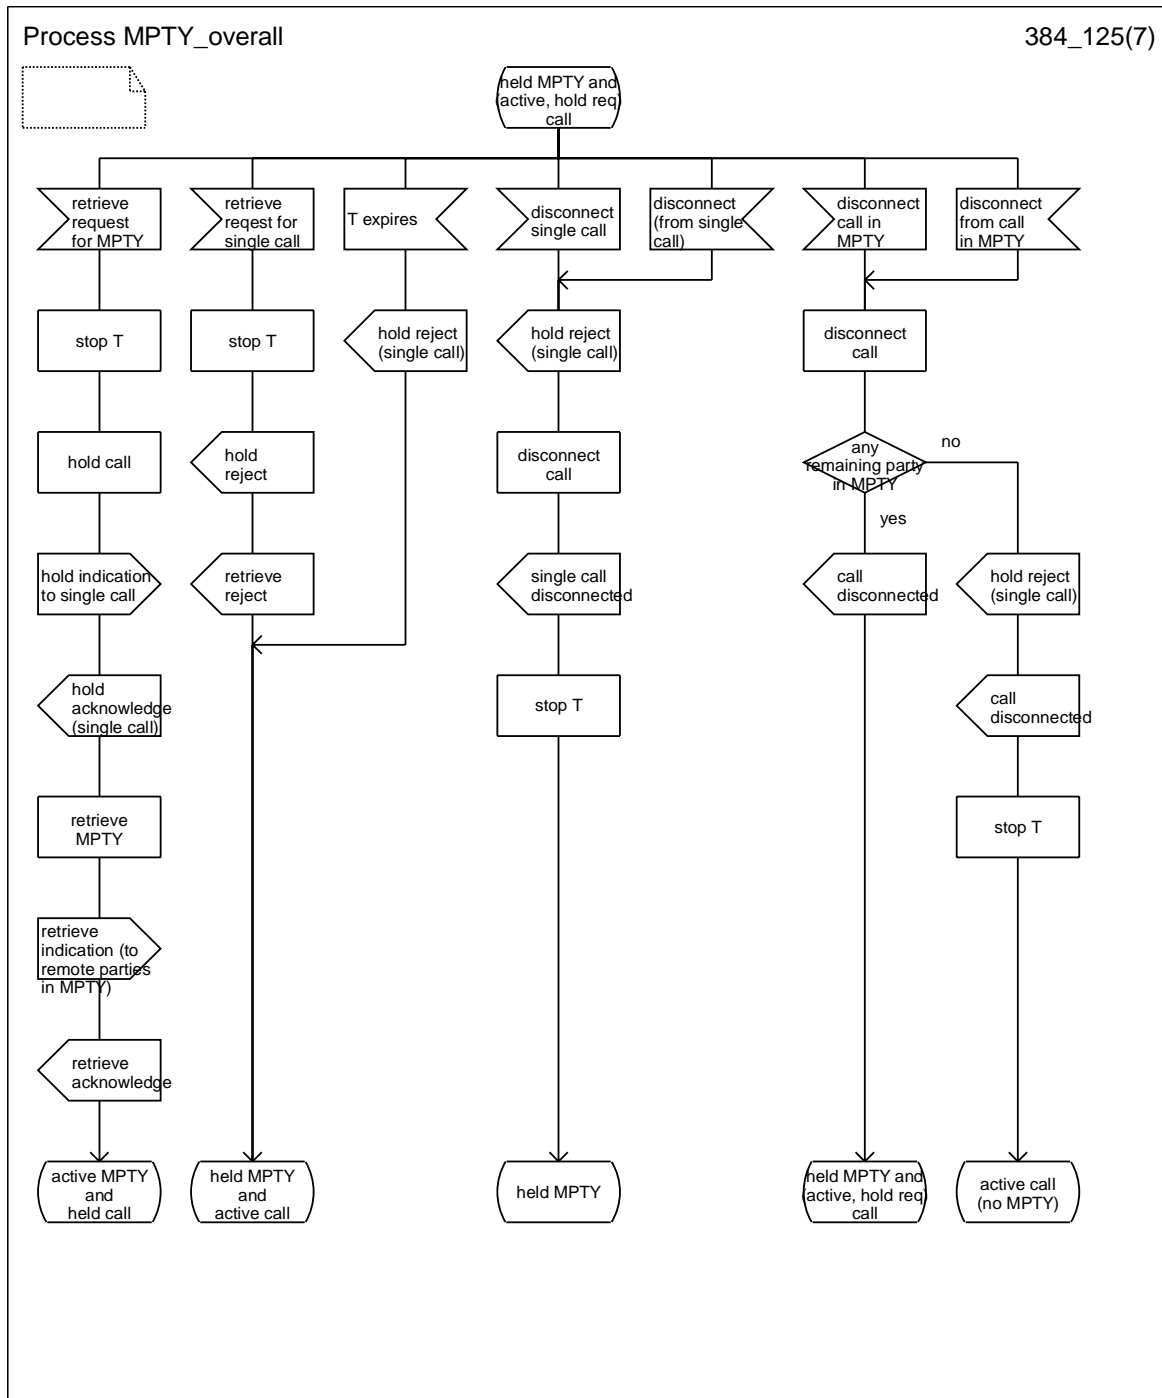 Process MPTY_overall
384_125(7)
held MPTY and
(active, hold req)
call
retrieve
request
for MPTY
retrieve
reqest for
single call
T expires
disconnect
single call
disconnect
(from single
call)
disconnect
call in
MPTY
disconnect
from call
in MPTY
stop T
stop T
hold reject
(single call)
hold reject
(single call)
disconnect
call
hold call
hold
reject
disconnect
call
any
remaining party
in MPTY
no
yes
hold indication
to single call
retrieve
reject
single call
disconnected
call
disconnected
hold reject
(single call)
hold
acknowledge
(single call)
stop T
call
disconnected
retrieve
MPTY
stop T
retrieve
indication (to
remote parties
in MPTY)
retrieve
acknowledge
active MPTY
and
held call
held MPTY
and
active call
held MPTY
held MPTY and
(active, hold req)
call
active call
(no MPTY)